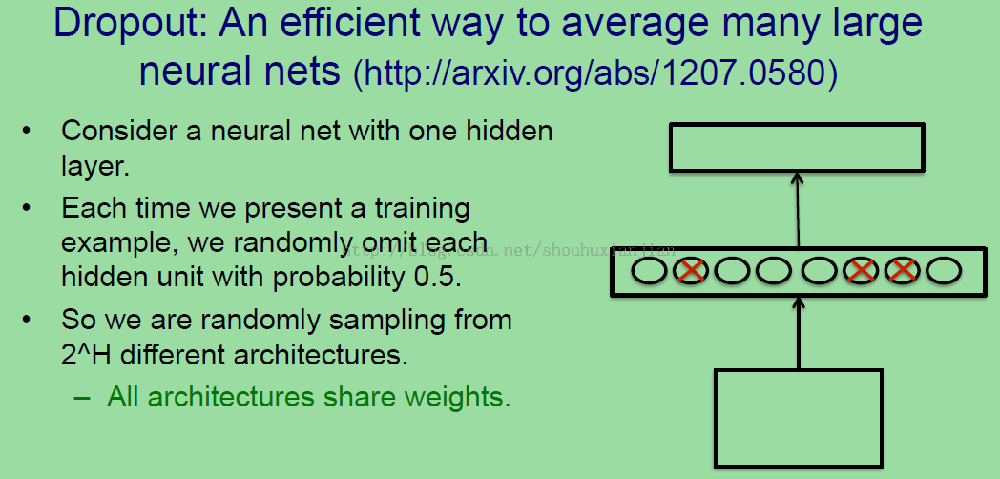 Dropout: An efficient way to average many large
neural nets (http://arxiv.org/abs/1207.0580)
• Consider a neural net with one hidden
layer.
• Each time we present a training
example, we randomly omit each
hidden unit with probability 0.5.
• So we are randomly sampling from
2^H different architectures.
– All architectures share weights.
http://blog.csdn.net/shouhuxianjian